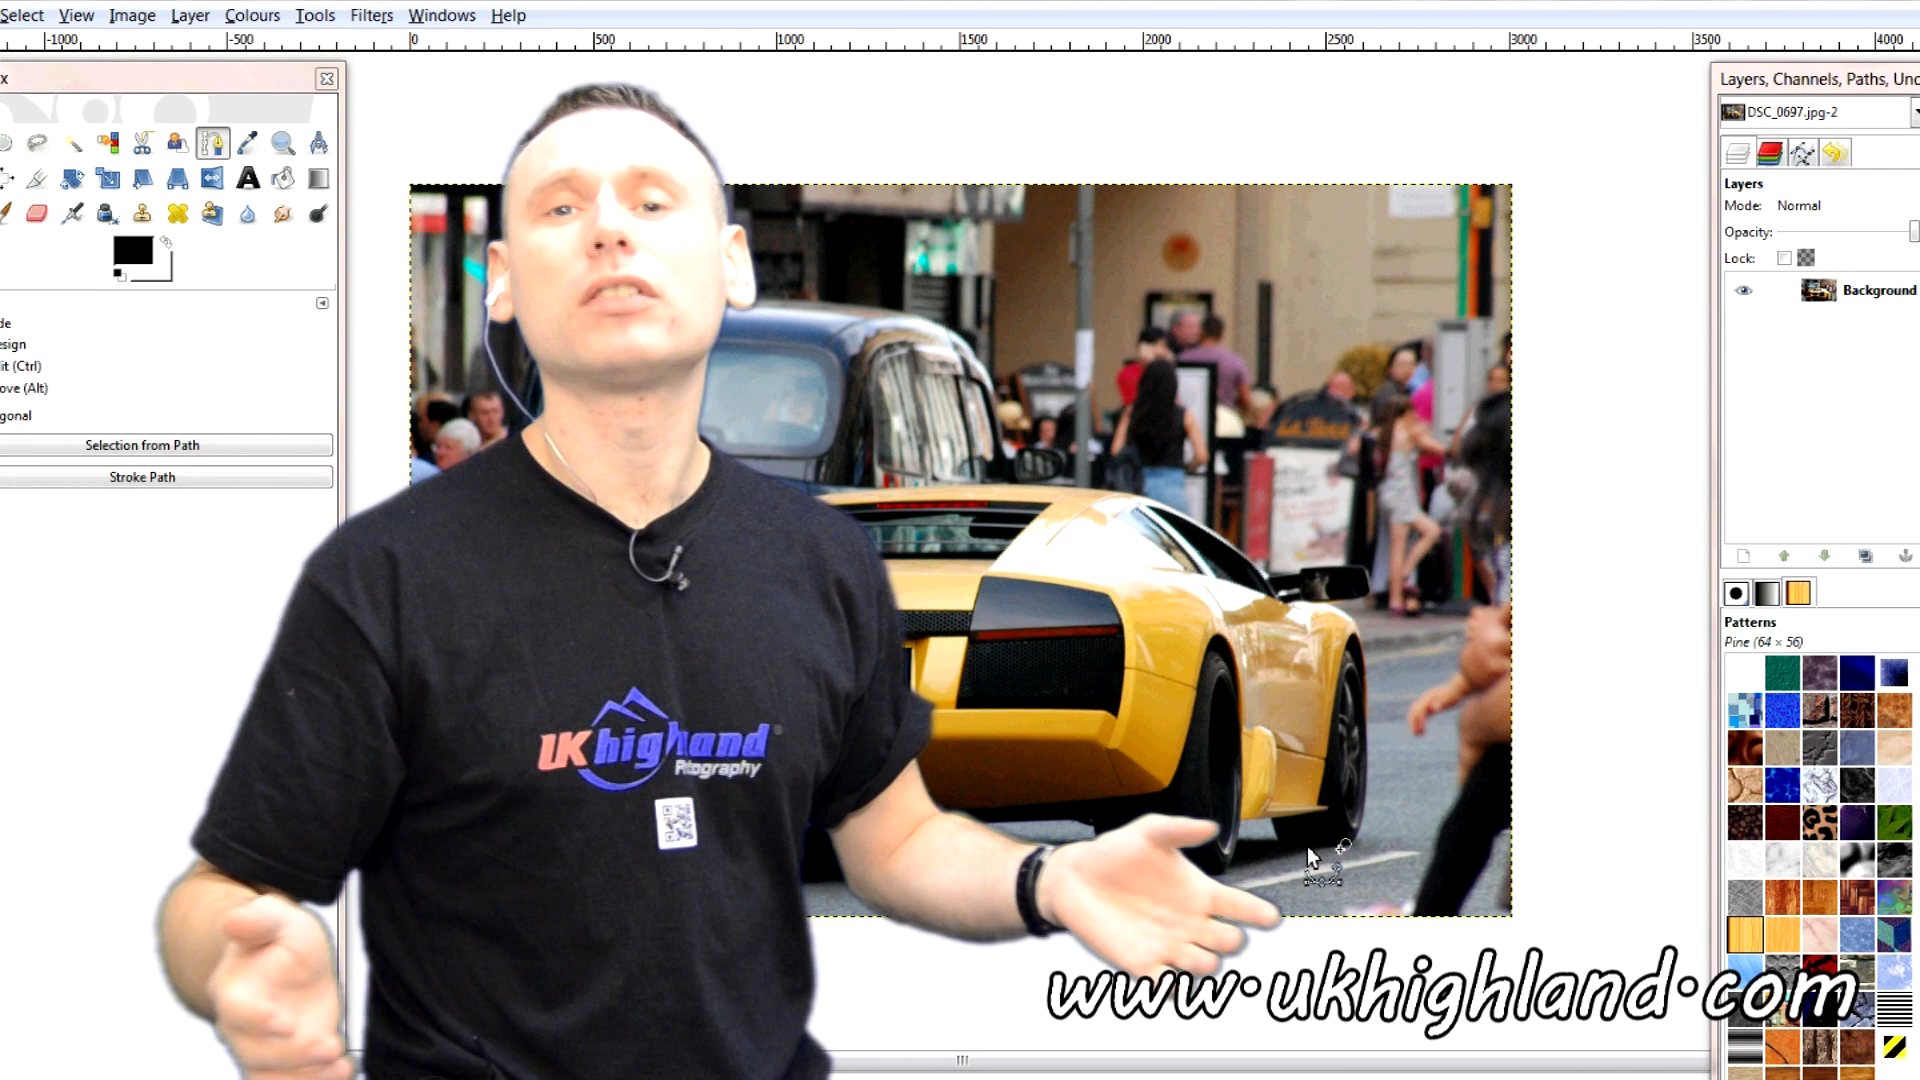 Select View Image Layer Colours Tools Filters Windows Help
-1000 -500 0 500 1000 1500 2000 2500 3000 3500 4000
x
Layers, Channels, Paths, Unc
DSC_0697.jpg-2
Layers
Mode: Normal
Opacity:
Lock:
Background
de
esign
it (Ctrl)
ove (Alt)
gonal
Selection from Path
Stroke Path
Patterns
Pine (64 × 56)
UK highland
Photography
www.ukhighland.com